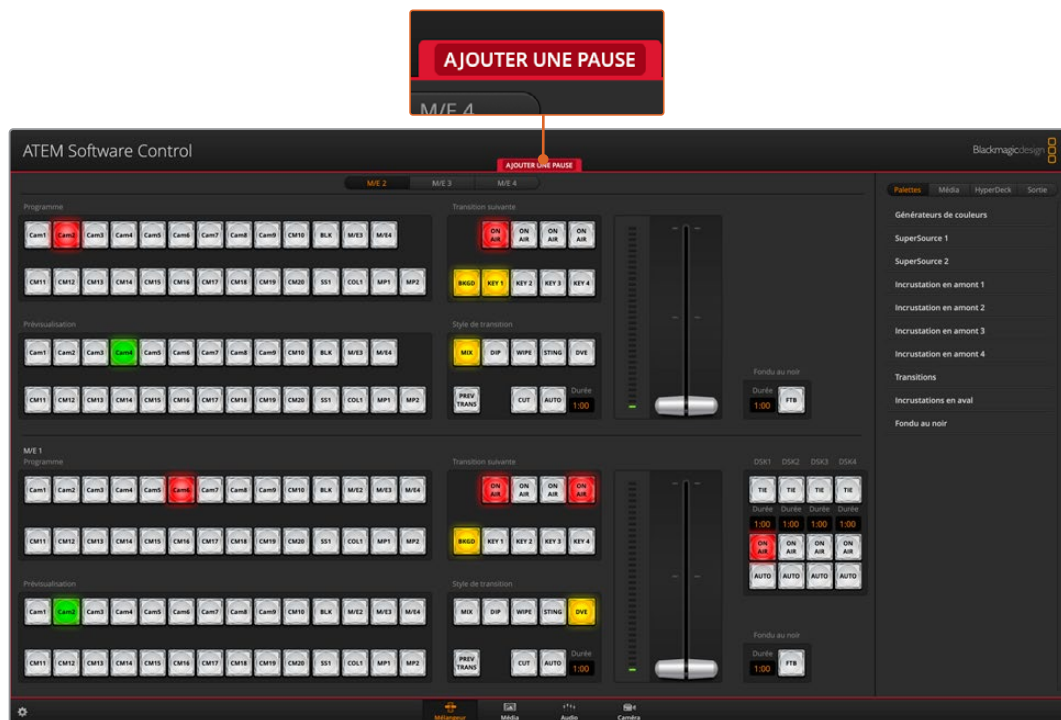 AJOUTER UNE PAUSE
M/E 4
ATEM Software Control
AJOUTER UNE PAUSE
Blackmagicdesign
M/E 2 M/E 3 M/E 4
Palettes Média HyperDeck Sortie
Programme
Cam1 Cam2 Cam3 Cam4 Cam5 Cam6 Cam7 Cam8 Cam9 CM10 BLK M/E3 M/E4
CM11 CM12 CM13 CM14 CM15 CM16 CM17 CM18 CM19 CM20 SS1 COL1 MP1 MP2
Transition suivante
ON AIR ON AIR ON AIR ON AIR
BKGD KEY 1 KEY 2 KEY 3 KEY 4
Prévisualisation
Cam1 Cam2 Cam3 Cam4 Cam5 Cam6 Cam7 Cam8 Cam9 CM10 BLK M/E3 M/E4
CM11 CM12 CM13 CM14 CM15 CM16 CM17 CM18 CM19 CM20 SS1 COL1 MP1 MP2
Style de transition
MIX DIP WIPE STING DVE
PREV TRANS CUT AUTO
Durée
1:00
Fondu au noir
Durée
1:00 FTB
Générateurs de couleurs
SuperSource 1
SuperSource 2
Incrustation en amont 1
Incrustation en amont 2
Incrustation en amont 3
Incrustation en amont 4
Transitions
Incrustations en aval
Fondu au noir
M/E 1
Programme
Cam1 Cam2 Cam3 Cam4 Cam5 Cam6 Cam7 Cam8 Cam9 CM10 BLK M/E2 M/E3 M/E4
CM11 CM12 CM13 CM14 CM15 CM16 CM17 CM18 CM19 CM20 SS1 COL1 MP1 MP2
Transition suivante
ON AIR ON AIR ON AIR ON AIR
BKGD KEY 1 KEY 2 KEY 3 KEY 4
DSK1 DSK2 DSK3 DSK4
TIE TIE TIE TIE
Durée Durée Durée Durée
1:00 1:00 1:00 1:00
ON AIR ON AIR ON AIR ON AIR
AUTO AUTO AUTO AUTO
Prévisualisation
Cam1 Cam2 Cam3 Cam4 Cam5 Cam6 Cam7 Cam8 Cam9 CM10 BLK M/E2 M/E3 M/E4
CM11 CM12 CM13 CM14 CM15 CM16 CM17 CM18 CM19 CM20 SS1 COL1 MP1 MP2
Style de transition
MIX DIP WIPE STING DVE
PREV TRANS CUT AUTO
Durée
1:00
Fondu au noir
Durée
1:00 FTB
Mélangeur Média Audio Caméra